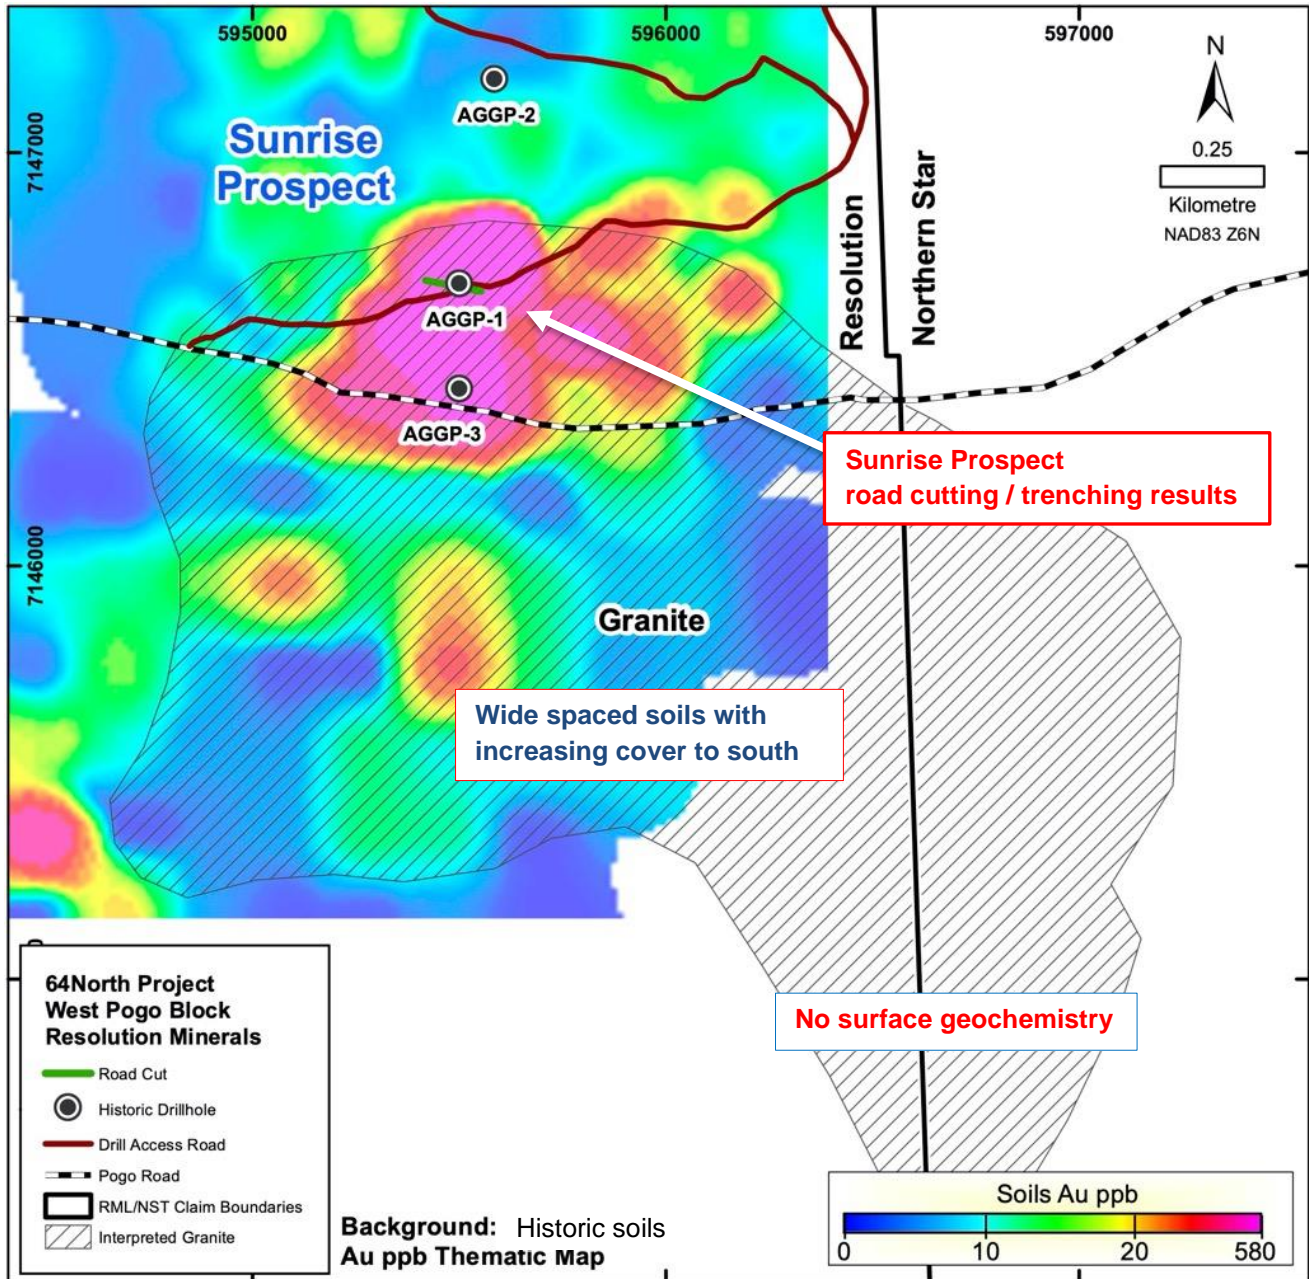 595000
596000
597000
N
0.25
Kilometre
NAD83 Z6N
AGGP-2
7147000
Sunrise
Prospect
Resolution
Northern Star
AGGP-1
AGGP-3
Sunrise Prospect
road cutting / trenching results
7146000
Granite
Wide spaced soils with
increasing cover to south
No surface geochemistry
64North Project
West Pogo Block
Resolution Minerals
Road Cut
Historic Drillhole
Drill Access Road
Pogo Road
RML/NST Claim Boundaries
Interpreted Granite
Background: Historic soils
Au ppb Thematic Map
Soils Au ppb
0 10 20 580